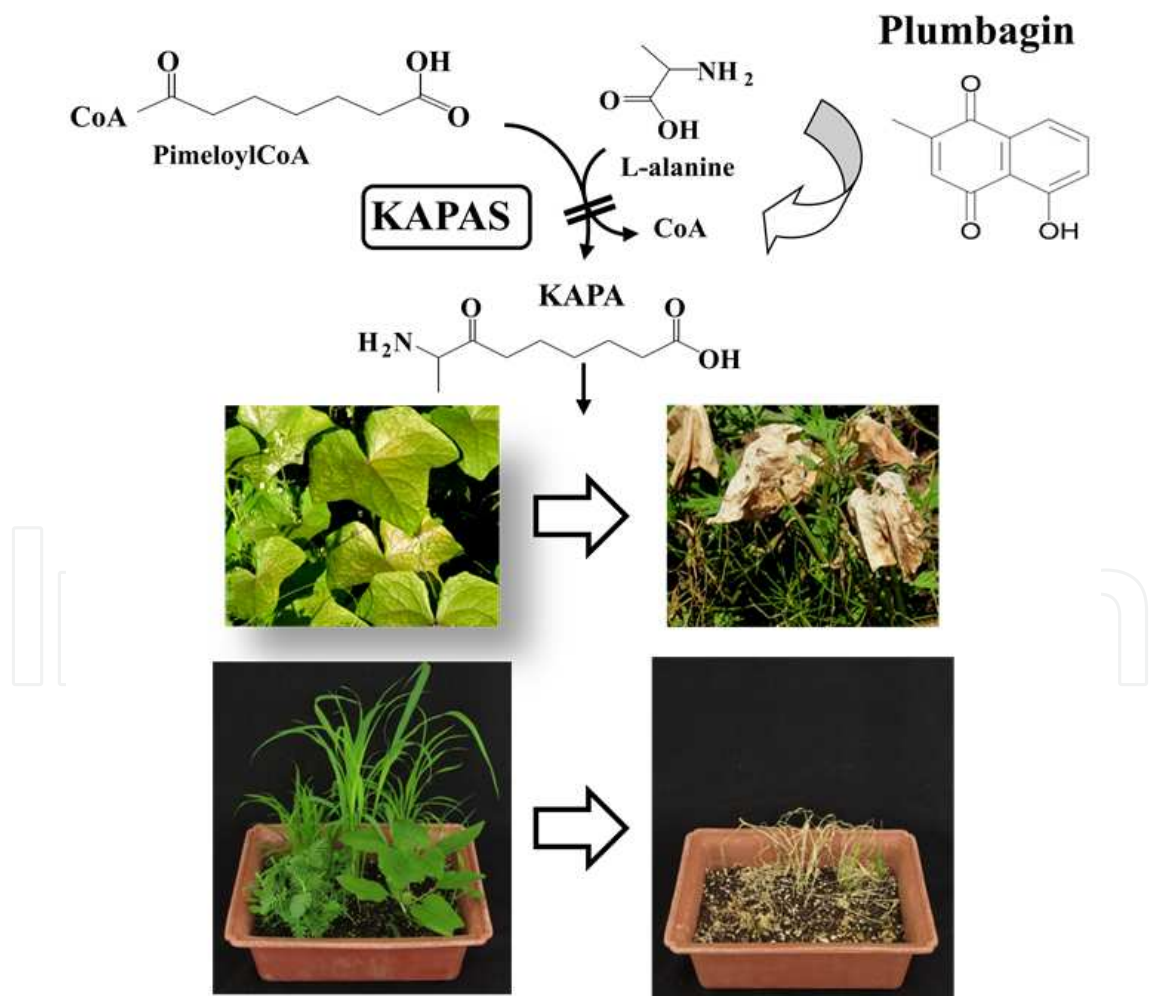 Plumbagin
O
OH
CoA
O
PimeloylCoA
NH2
O
OH
L-alanine
O
O
OH
KAPAS
CoA
KAPA
O
O
H2N
OH